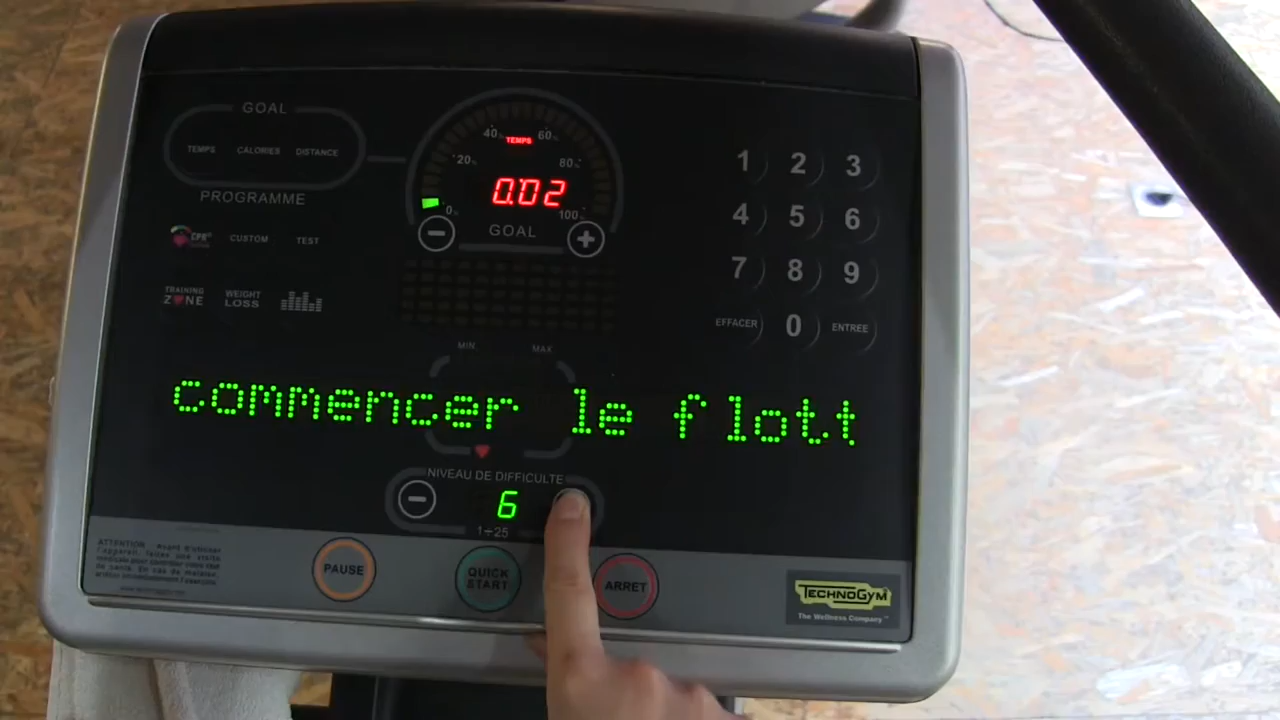 GOAL
TEMPS CALORIES DISTANCE
PROGRAMME
CPR
CUSTOM TEST
TRAINING ZONE WEIGHT LOSS
TEMPS
0% 20% 40% 60% 80% 100%
0:02
GOAL
1 2 3
4 5 6
7 8 9
EFFACER 0 ENTREE
MIN MAX
commencer le flott
NIVEAU DE DIFFICULTE
6
1÷25
ATTENTION
PAUSE
QUICK START
ARRET
TECHNOGYM
The Wellness Company™